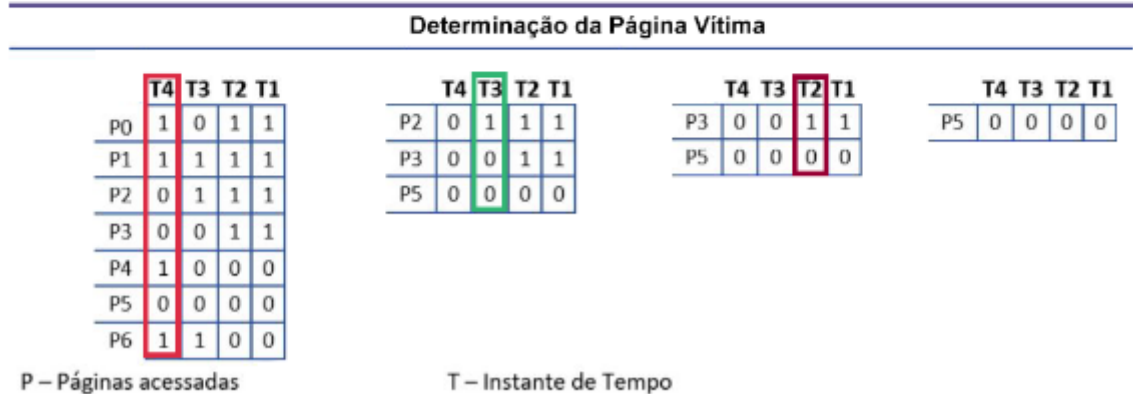 Determinação da Página Vítima
T4 T3 T2 T1
P0 1 0 1 1
P1 1 1 1 1
P2 0 1 1 1
P3 0 0 1 1
P4 1 0 0 0
P5 0 0 0 0
P6 1 1 0 0
T4 T3 T2 T1
P2 0 1 1 1
P3 0 0 1 1
P5 0 0 0 0
T4 T3 T2 T1
P3 0 0 1 1
P5 0 0 0 0
T4 T3 T2 T1
P5 0 0 0 0
P – Páginas acessadas
T – Instante de Tempo